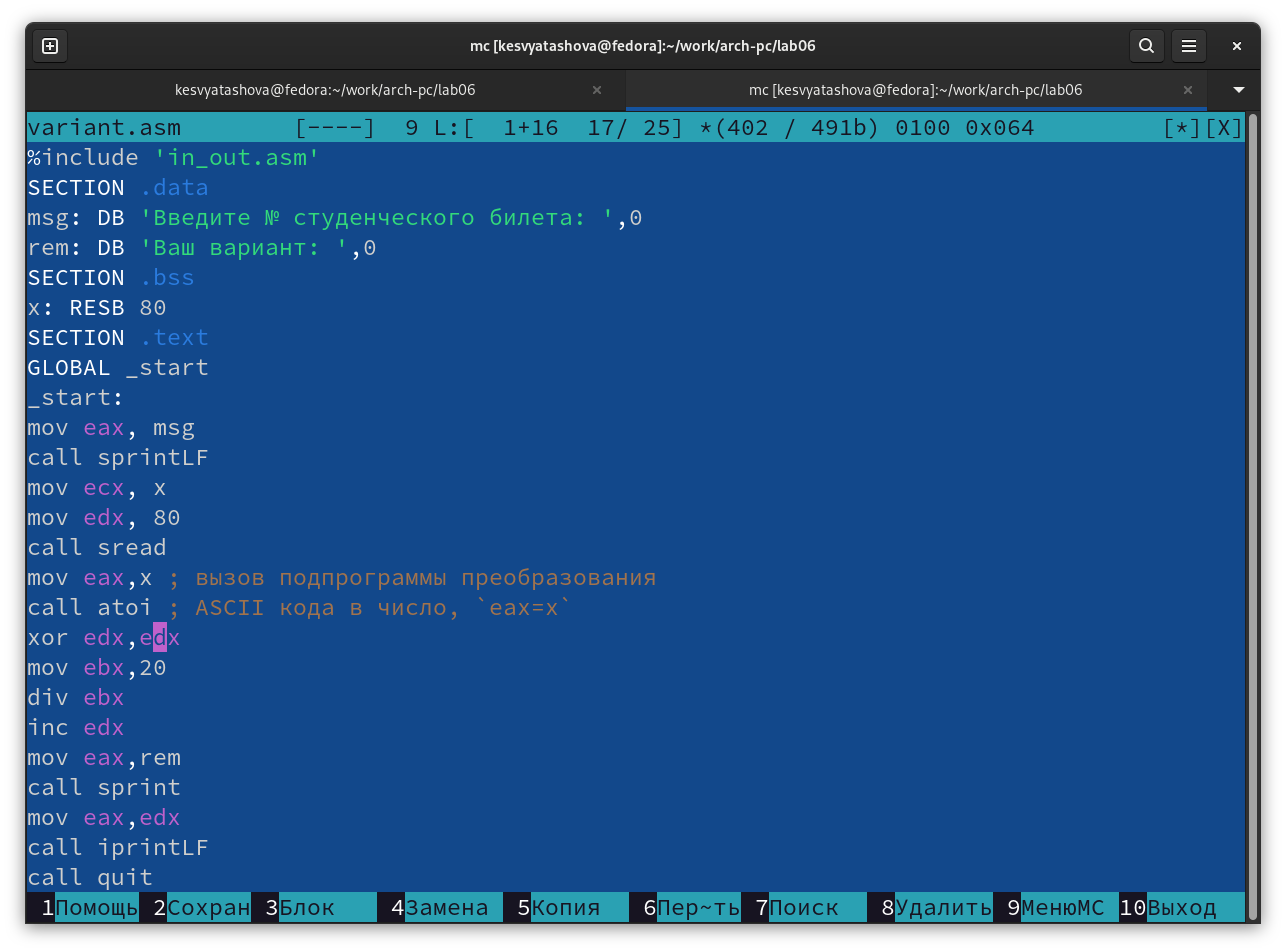 mc [kesvyatashova@fedora]:~/work/arch-pc/lab06
kesvyatashova@fedora:~/work/arch-pc/lab06 × mc [kesvyatashova@fedora]:~/work/arch-pc/lab06 ×
variant.asm [----] 9 L:[ 1+16 17/ 25] *(402 / 491b) 0100 0x064 [*][X]
%include 'in_out.asm'
SECTION .data
msg: DB 'Введите № студенческого билета: ',0
rem: DB 'Ваш вариант: ',0
SECTION .bss
x: RESB 80
SECTION .text
GLOBAL _start
_start:
mov eax, msg
call sprintLF
mov ecx, x
mov edx, 80
call sread
mov eax,x ; вызов подпрограммы преобразования
call atoi ; ASCII кода в число, `eax=x`
xor edx,edx
mov ebx,20
div ebx
inc edx
mov eax,rem
call sprint
mov eax,edx
call iprintLF
call quit
1Помощь 2Сохран 3Блок 4Замена 5Копия 6Пер~ть 7Поиск 8Удалить 9МенюMC 10Выход